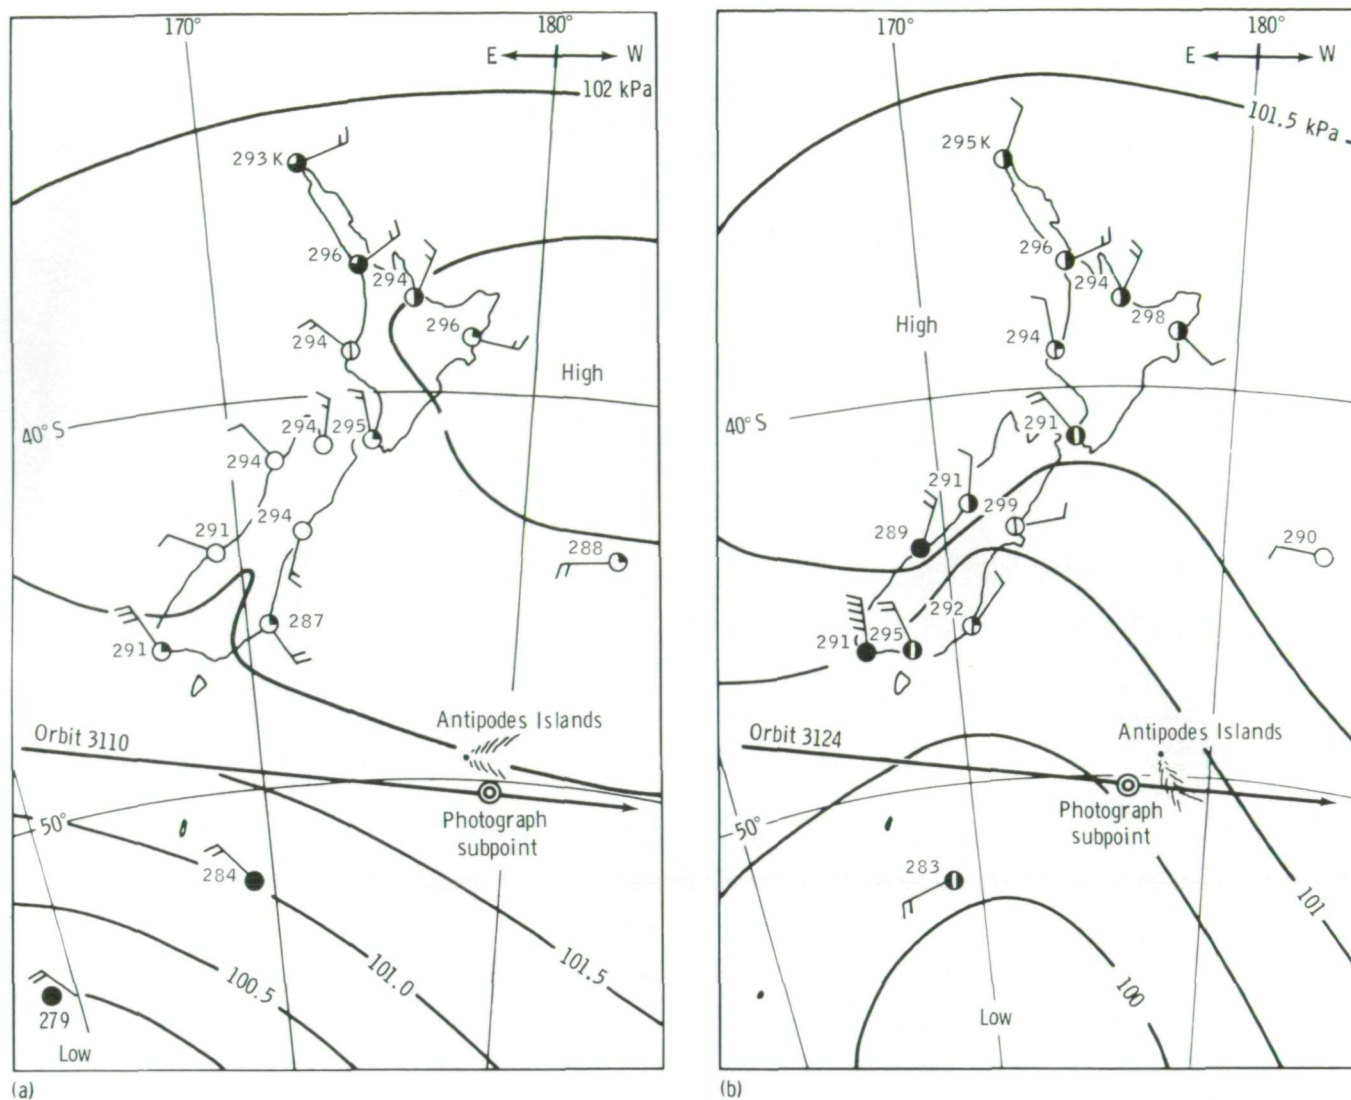 170°
180°
E W
102 kPa
293 K
296
294
296
294
High
40° S
294
295
294
294
291
288
287
291
Antipodes Islands
Orbit 3110
50°
Photograph
subpoint
284
101.5
101.0
100.5
279
Low
(a)
170°
180°
E W
101.5 kPa
295 K
296
294
298
High
294
40° S
291
291
299
289
290
292
295
291
Antipodes Islands
Orbit 3124
50°
Photograph
subpoint
283
101
100
Low
(b)